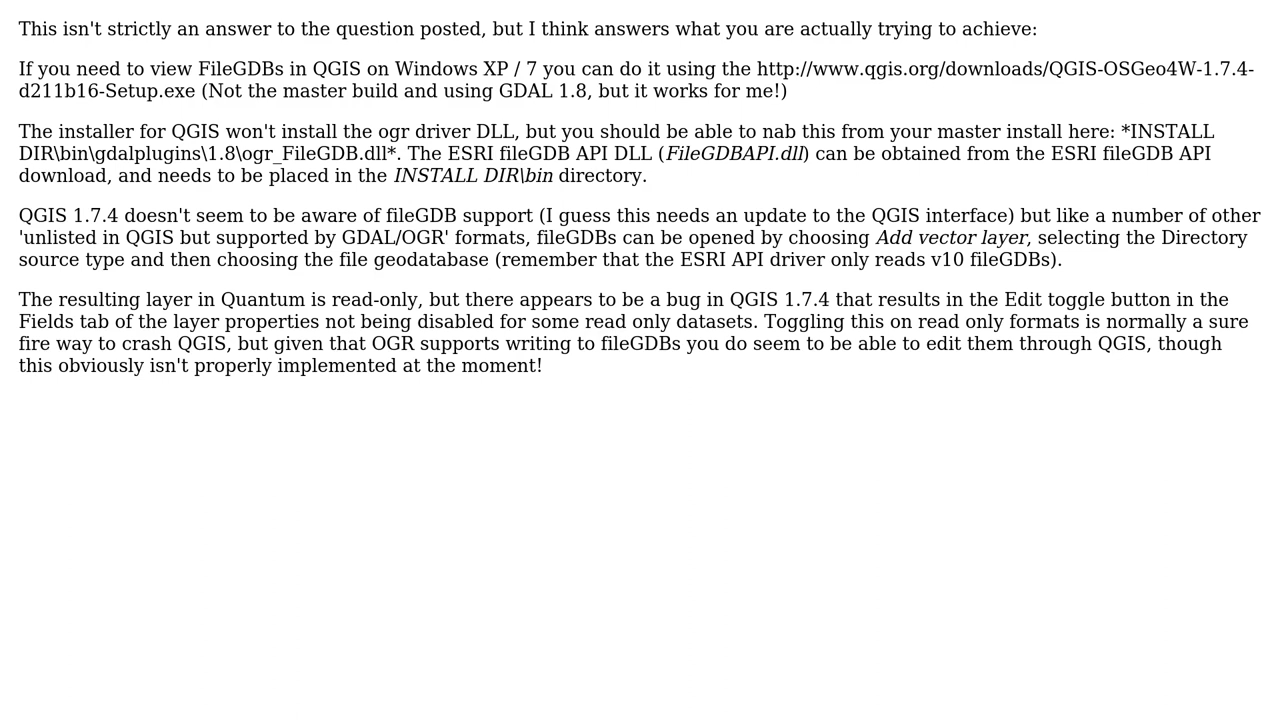 This isn't strictly an answer to the question posted, but I think answers what you are actually trying to achieve:
If you need to view FileGDBs in QGIS on Windows XP / 7 you can do it using the http://www.qgis.org/downloads/QGIS-OSGeo4W-1.7.4-
d211b16-Setup.exe (Not the master build and using GDAL 1.8, but it works for me!)
The installer for QGIS won't install the ogr driver DLL, but you should be able to nab this from your master install here: *INSTALL
DIR\bin\gdalplugins\1.8\ogr_FileGDB.dll*. The ESRI fileGDB API DLL (FileGDBAPI.dll) can be obtained from the ESRI fileGDB API
download, and needs to be placed in the INSTALL DIR\bin directory.
QGIS 1.7.4 doesn't seem to be aware of fileGDB support (I guess this needs an update to the QGIS interface) but like a number of other
'unlisted in QGIS but supported by GDAL/OGR' formats, fileGDBs can be opened by choosing Add vector layer, selecting the Directory
source type and then choosing the file geodatabase (remember that the ESRI API driver only reads v10 fileGDBs).
The resulting layer in Quantum is read-only, but there appears to be a bug in QGIS 1.7.4 that results in the Edit toggle button in the
Fields tab of the layer properties not being disabled for some read only datasets. Toggling this on read only formats is normally a sure
fire way to crash QGIS, but given that OGR supports writing to fileGDBs you do seem to be able to edit them through QGIS, though
this obviously isn't properly implemented at the moment!